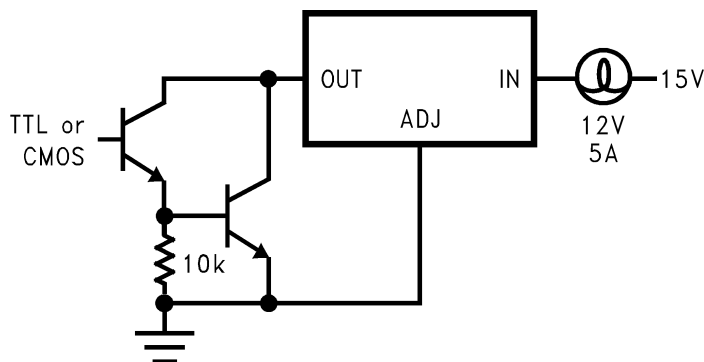 OUT
IN
15V
ADJ
TTL or
CMOS
12V
5A
10k